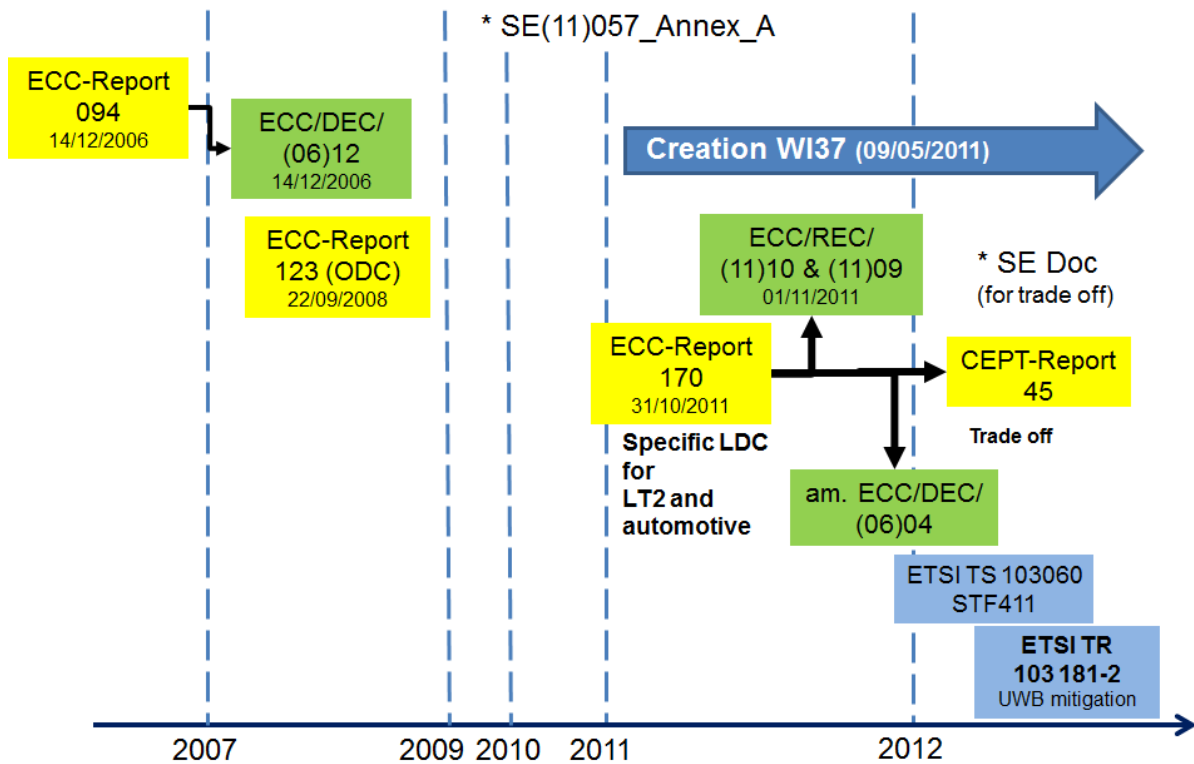 * SE(11)057_Annex_A
ECC-Report
094
14/12/2006
ECC/DEC/
(06)12
14/12/2006
Creation WI37 (09/05/2011)
ECC-Report
123 (ODC)
22/09/2008
ECC/REC/
(11)10 & (11)09
01/11/2011
* SE Doc
(for trade off)
ECC-Report
170
31/10/2011
CEPT-Report
45
Specific LDC
for
LT2 and
automotive
Trade off
am. ECC/DEC/
(06)04
ETSI TS 103060
STF411
ETSI TR
103 181-2
UWB mitigation
2007
2009
2010
2011
2012